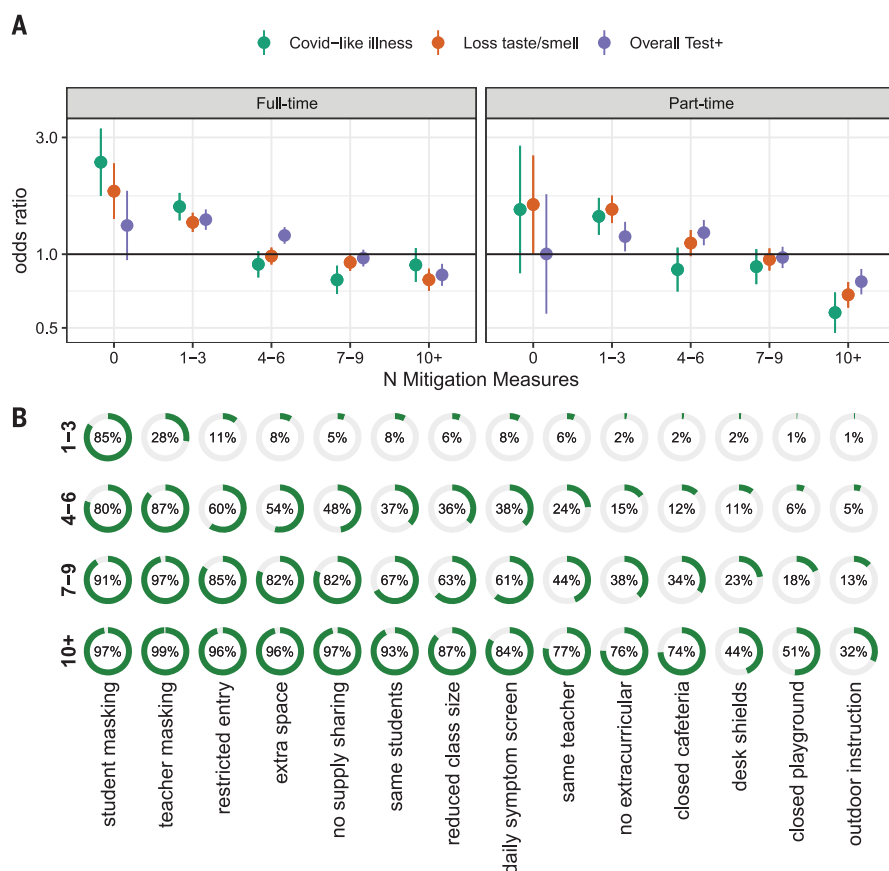 A
Covid−like illness Loss taste/smell Overall Test+
Full-time Part-time
3.0
1.0
0.5
odds ratio
0 1−3 4−6 7−9 10+ 0 1−3 4−6 7−9 10+
N Mitigation Measures
B
1−3 85% 28% 11% 8% 5% 8% 6% 8% 6% 2% 2% 2% 1% 1%
4−6 80% 87% 60% 54% 48% 37% 36% 38% 24% 15% 12% 11% 6% 5%
7−9 91% 97% 85% 82% 82% 67% 63% 61% 44% 38% 34% 23% 18% 13%
10+ 97% 99% 96% 96% 97% 93% 87% 84% 77% 76% 74% 44% 51% 32%
student masking
teacher masking
restricted entry
extra space
no supply sharing
same students
reduced class size
daily symptom screen
same teacher
no extracurricular
closed cafeteria
desk shields
closed playground
outdoor instruction